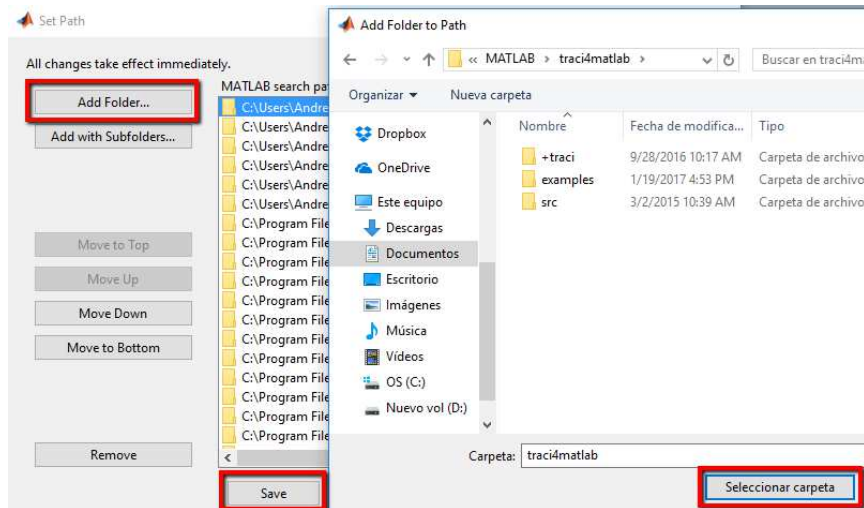 Set Path
All changes take effect immediately.
MATLAB search pa
Add Folder...
Add with Subfolders...
Move to Top
Move Up
Move Down
Move to Bottom
Remove
Save
C:\Users\Andre
C:\Users\Andre
C:\Users\Andre
C:\Users\Andre
C:\Users\Andre
C:\Users\Andre
C:\Program File
C:\Program File
C:\Program File
C:\Program File
C:\Program File
C:\Program File
C:\Program File
C:\Program File
C:\Program File
C:\Program File
C:\Program File
C:\Program File
Add Folder to Path
« MATLAB › traci4matlab ›
Buscar en traci4ma
Organizar
Nueva carpeta
Dropbox
OneDrive
Este equipo
Descargas
Documentos
Escritorio
Imágenes
Música
Vídeos
OS (C:)
Nuevo vol (D:)
Nombre Fecha de modifica... Tipo
+traci 9/28/2016 10:17 AM Carpeta de archivo
examples 1/19/2017 4:53 PM Carpeta de archivo
src 3/2/2015 10:39 AM Carpeta de archivo
Carpeta: traci4matlab
Seleccionar carpeta